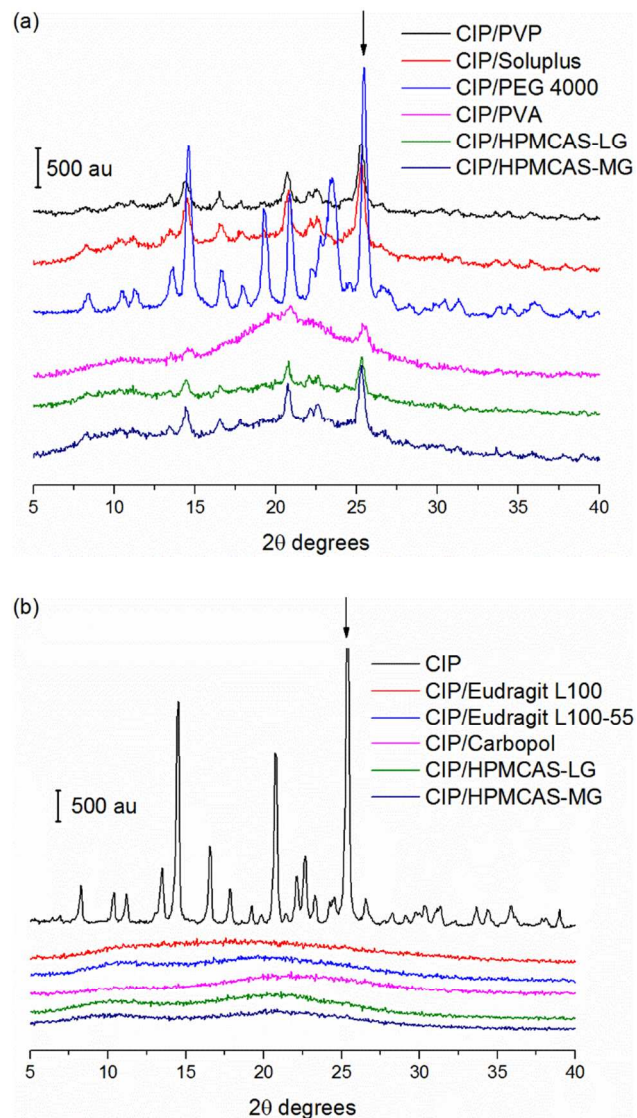 (a)
CIP/PVP
CIP/Soluplus
CIP/PEG 4000
CIP/PVA
CIP/HPMCAS-LG
CIP/HPMCAS-MG
500 au
5 10 15 20 25 30 35 40
2θ degrees
(b)
CIP
CIP/Eudragit L100
CIP/Eudragit L100-55
CIP/Carbopol
CIP/HPMCAS-LG
CIP/HPMCAS-MG
500 au
5 10 15 20 25 30 35 40
2θ degrees